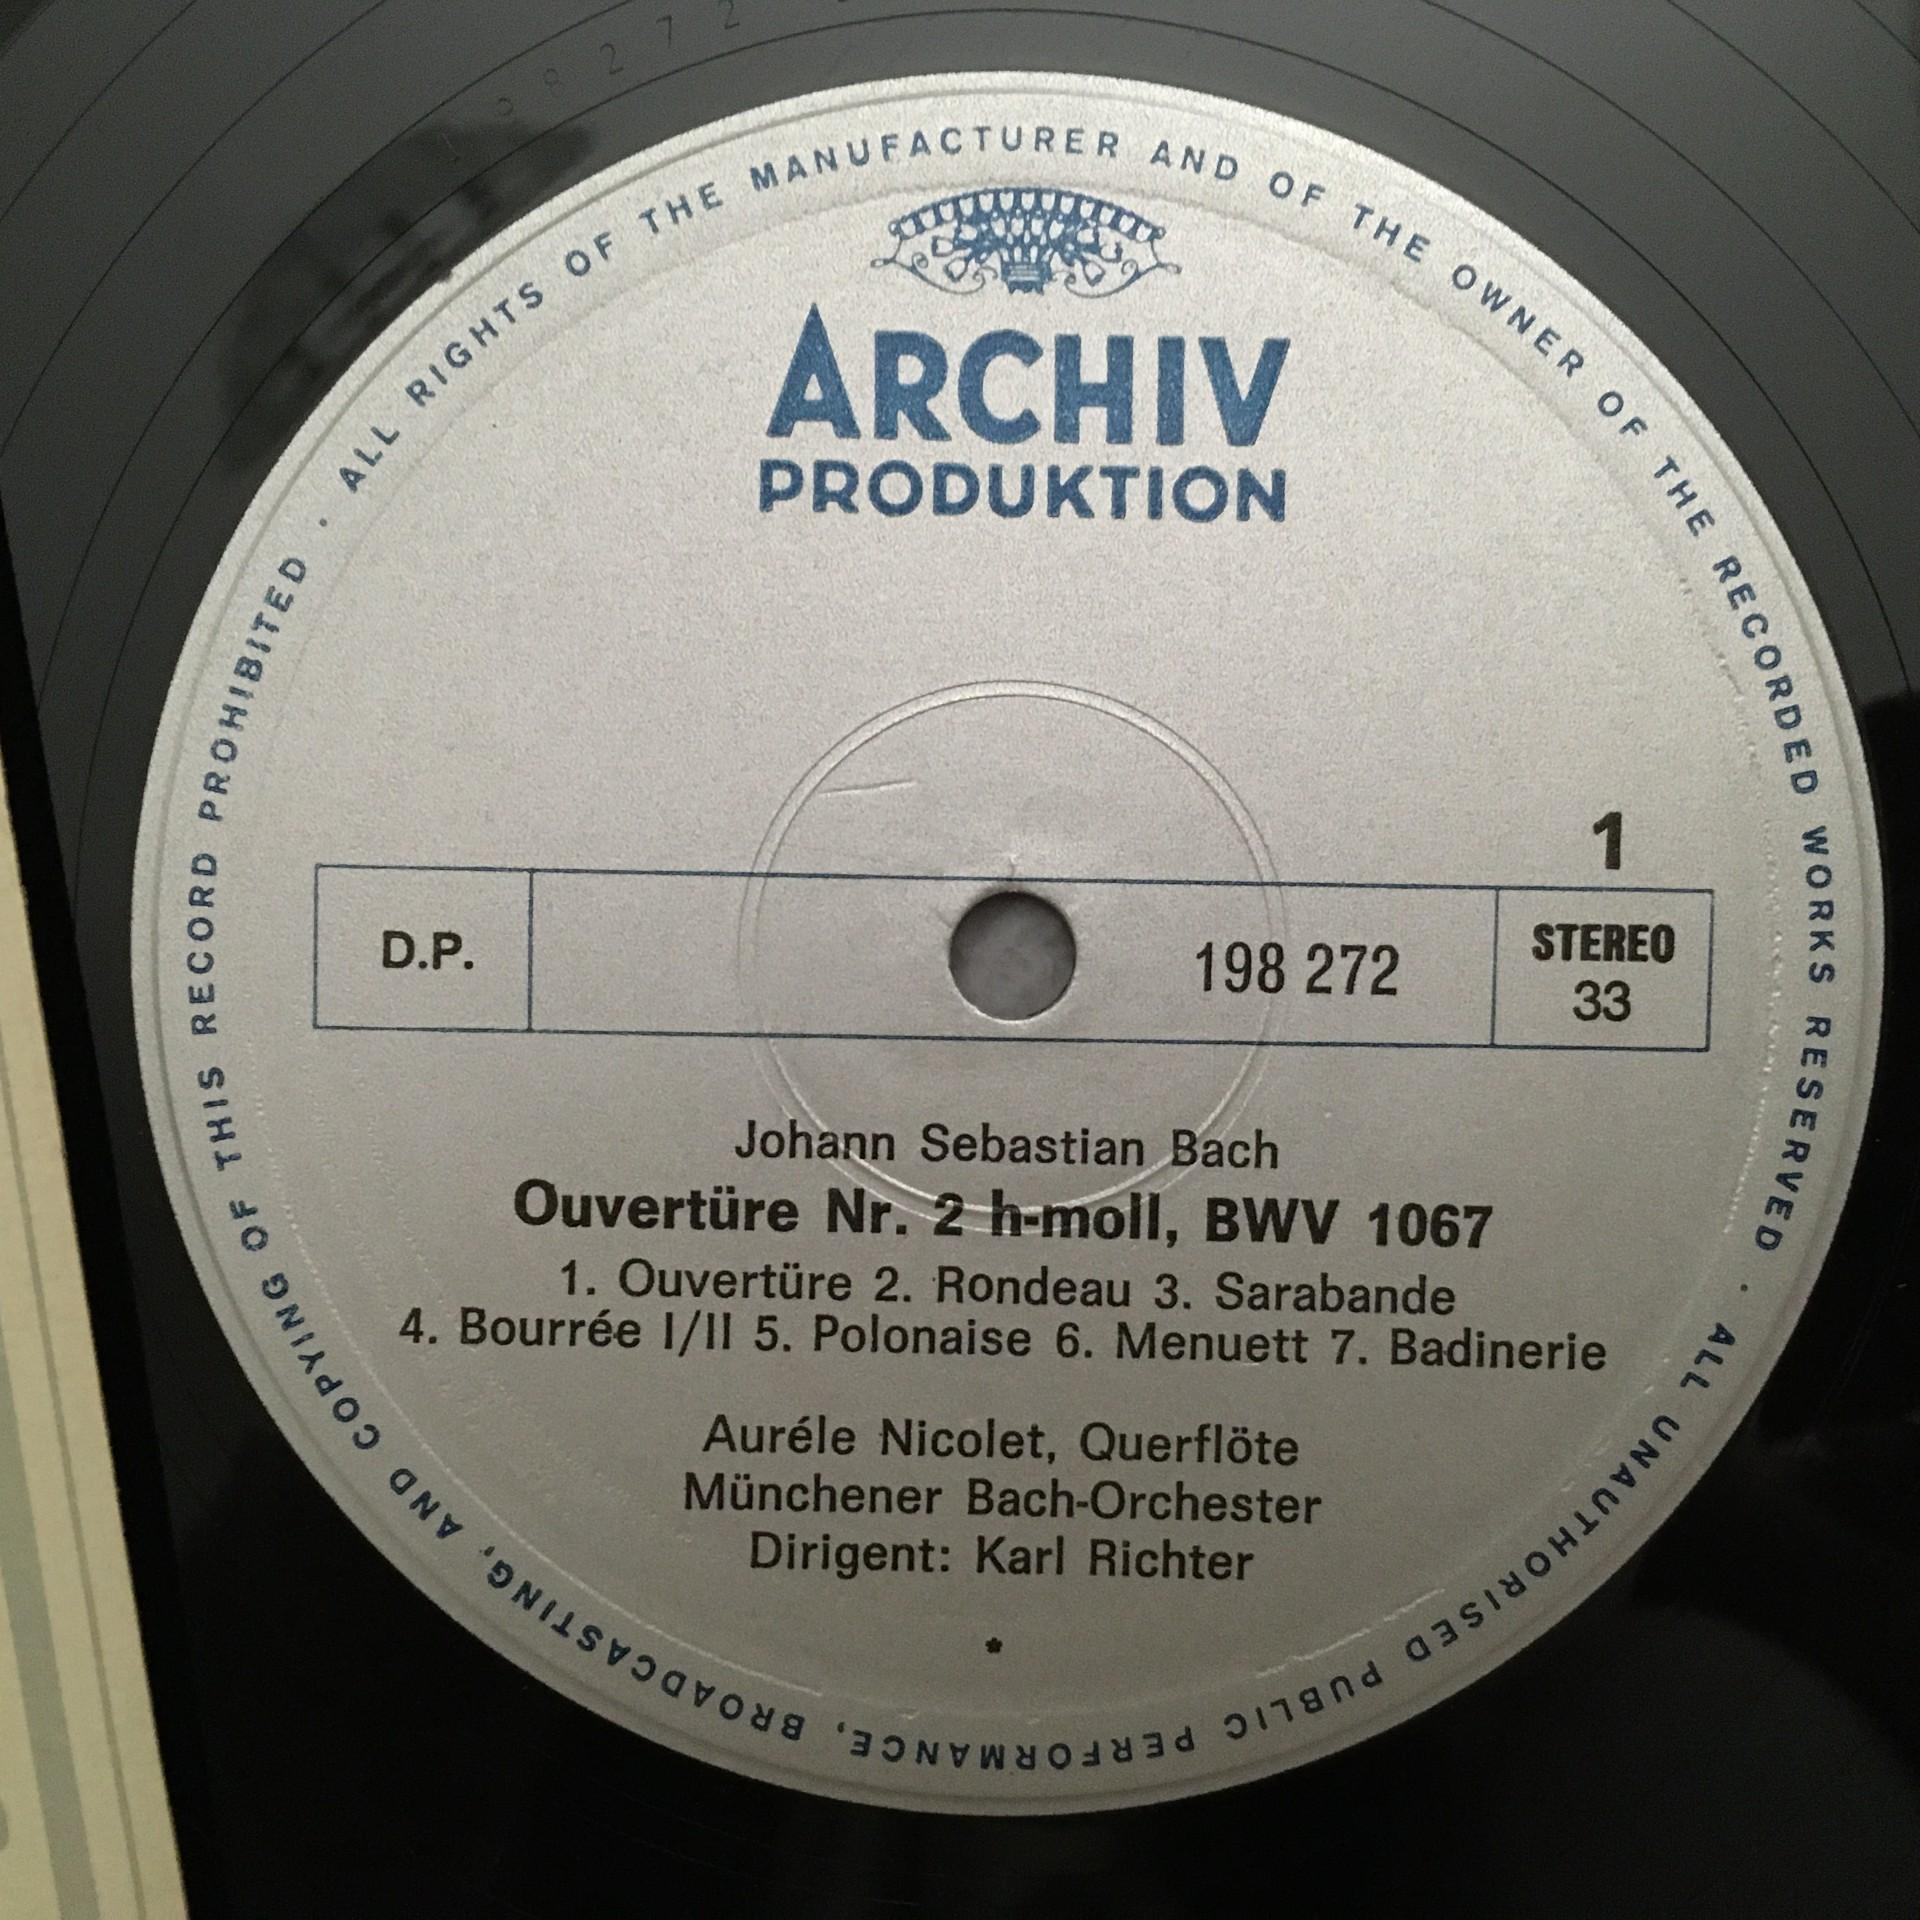 ALL RIGHTS OF THE MANUFACTURER AND OF THE OWNER OF THE RECORDED WORKS RESERVED · ALL UNAUTHORISED PUBLIC PERFORMANCE, BROADCASTING, AND COPYING OF THIS RECORD PROHIBITED ·
ARCHIV
PRODUKTION
1
D.P.
198 272
STEREO
33
Johann Sebastian Bach
Ouvertüre Nr. 2 h-moll, BWV 1067
1. Ouvertüre 2. Rondeau 3. Sarabande
4. Bourrée I/II 5. Polonaise 6. Menuett 7. Badinerie
Auréle Nicolet, Querflöte
Münchener Bach-Orchester
Dirigent: Karl Richter
*